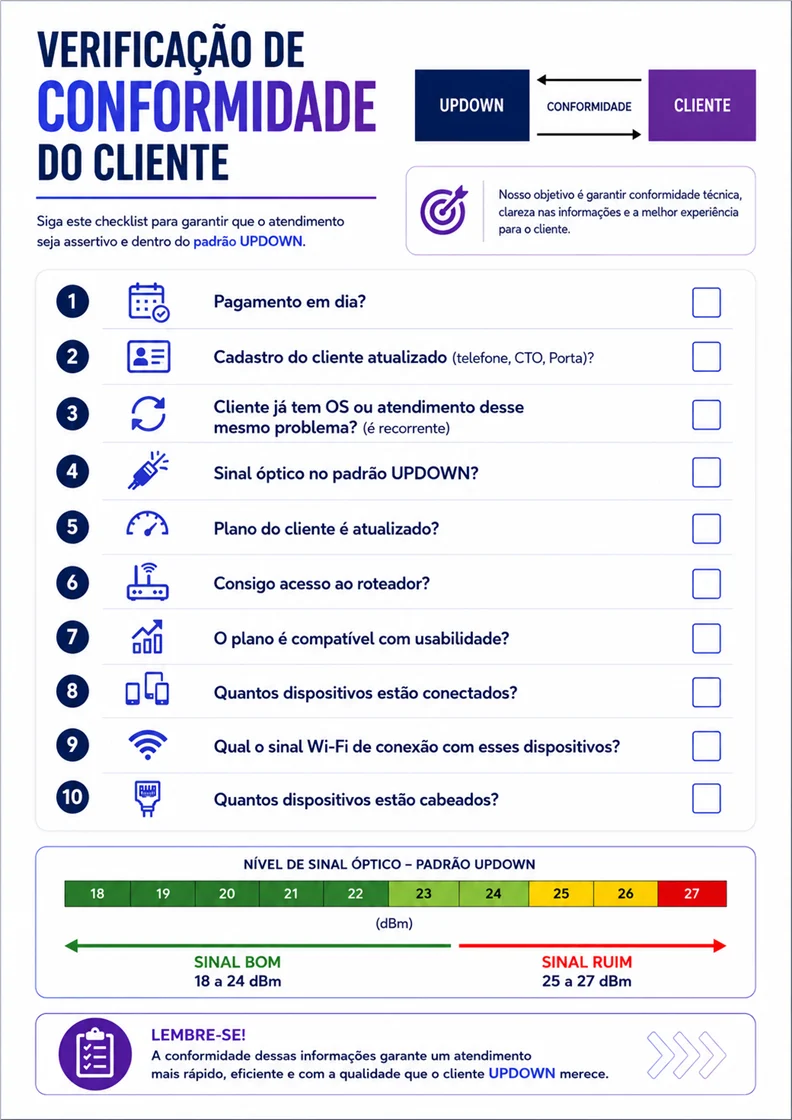 VERIFICAÇÃO DE
CONFORMIDADE
DO CLIENTE
Siga este checklist para garantir que o atendimento
seja assertivo e dentro do padrão UPDOWN.
UPDOWN
CONFORMIDADE
CLIENTE
Nosso objetivo é garantir conformidade técnica,
clareza nas informações e a melhor experiência
para o cliente.
1 Pagamento em dia?
2 Cadastro do cliente atualizado (telefone, CTO, Porta)?
3 Cliente já tem OS ou atendimento desse
mesmo problema? (é recorrente)
4 Sinal óptico no padrão UPDOWN?
5 Plano do cliente é atualizado?
6 Consigo acesso ao roteador?
7 O plano é compatível com usabilidade?
8 Quantos dispositivos estão conectados?
9 Qual o sinal Wi-Fi de conexão com esses dispositivos?
10 Quantos dispositivos estão cabeados?
NÍVEL DE SINAL ÓPTICO – PADRÃO UPDOWN
18 19 20 21 22 23 24 25 26 27
(dBm)
SINAL BOM
18 a 24 dBm
SINAL RUIM
25 a 27 dBm
LEMBRE-SE!
A conformidade dessas informações garante um atendimento
mais rápido, eficiente e com a qualidade que o cliente UPDOWN merece.